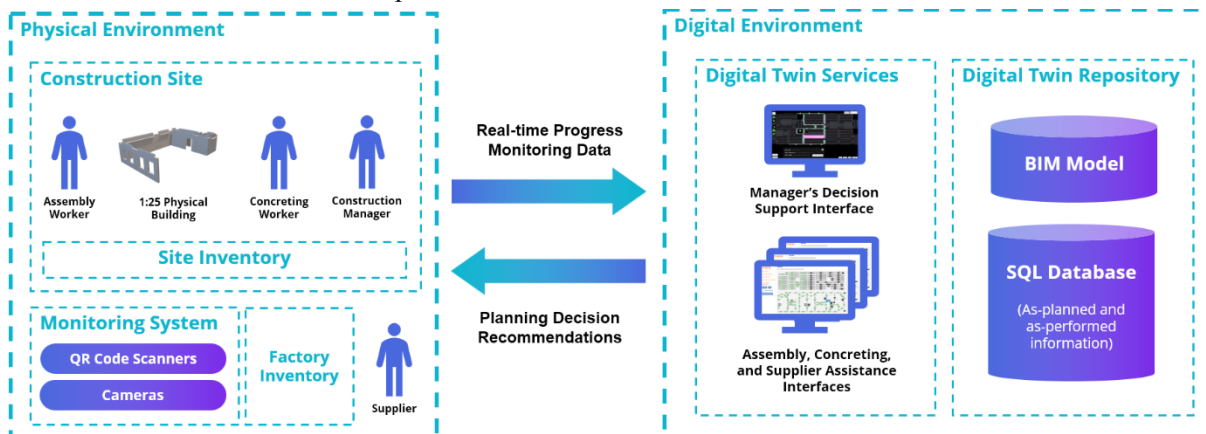 Physical Environment
Construction Site
Assembly
Worker
1:25 Physical
Building
Concreting
Worker
Construction
Manager
Site Inventory
Monitoring System
QR Code Scanners
Cameras
Factory
Inventory
Supplier
Real-time Progress
Monitoring Data
Planning Decision
Recommendations
Digital Environment
Digital Twin Services
Manager's Decision
Support Interface
Assembly, Concreting,
and Supplier Assistance
Interfaces
Digital Twin Repository
BIM Model
SQL Database
(As-planned and
as-performed
information)